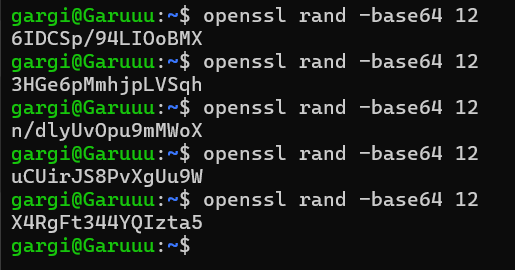 gargi@Garuuu:~$ openssl rand -base64 12
6IDCSp/94LIOoBMX
gargi@Garuuu:~$ openssl rand -base64 12
3HGe6pMmhjpLVSqh
gargi@Garuuu:~$ openssl rand -base64 12
n/dlyUvOpu9mMWoX
gargi@Garuuu:~$ openssl rand -base64 12
uCUirJS8PvXgUu9W
gargi@Garuuu:~$ openssl rand -base64 12
X4RgFt344YQIzta5
gargi@Garuuu:~$